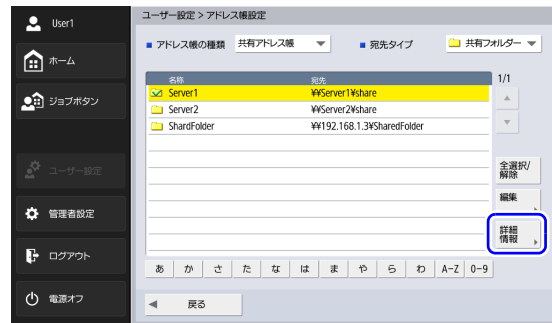 User1
ホーム
ジョブボタン
ユーザー設定
管理者設定
ログアウト
電源オフ
ユーザー設定 > アドレス帳設定
アドレス帳の種類 共有アドレス帳 宛先タイプ 共有フォルダー
名称 宛先 1/1
Server1 ¥¥Server1¥share
Server2 ¥¥Server2¥share
ShardFolder ¥¥192.168.1.3¥SharedFolder
全選択/
解除
編集
詳細
情報
あ か さ た な は ま や ら わ A-Z 0-9
戻る